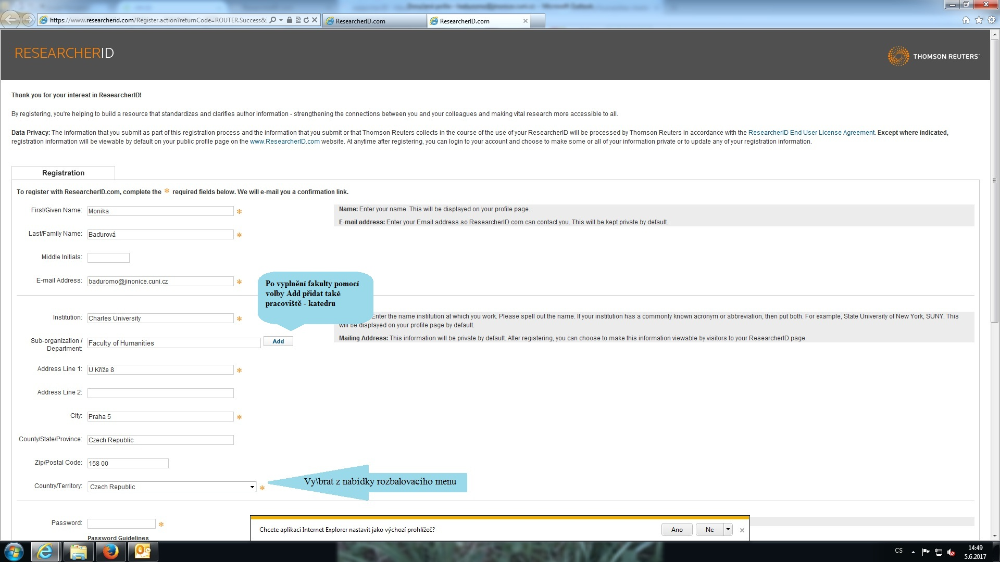 https://www.researcherid.com/Register.action?returnCode=ROUTER.Success&
ResearcherID.com
ResearcherID.com
RESEARCHERID
THOMSON REUTERS™
Thank you for your interest in ResearcherID!
By registering, you're helping to build a resource that standardizes and clarifies author information - strengthening the connections between you and your colleagues and making vital research more accessible to all.
Data Privacy: The information that you submit as part of this registration process and the information that you submit or that Thomson Reuters collects in the course of the use of your ResearcherID will be processed by Thomson Reuters in accordance with the ResearcherID End User License Agreement. Except where indicated,
registration information will be viewable by default on your public profile page on the www.ResearcherID.com website. At anytime after registering, you can login to your account and choose to make some or all of your information private or to update any of your registration information.
Registration
To register with ResearcherID.com, complete the * required fields below. We will e-mail you a confirmation link.
First/Given Name: Monika *
Name: Enter your name. This will be displayed on your profile page.
E-mail address: Enter your Email address so ResearcherID.com can contact you. This will be kept private by default.
Last/Family Name: Badurová *
Middle Initials:
E-mail Address: baduromo@jinonice.cuni.cz *
Po vyplnění fakulty pomocí
volby Add přidat také
pracoviště - katedru
Institution: Charles University *
Enter the name institution at which you work. Please spell out the name. If your institution has a commonly known acronym or abbreviation, then put both. For example, State University of New York, SUNY. This
will be displayed on your profile page by default.
Mailing Address: This information will be private by default. After registering, you can choose to make this information viewable by visitors to your ResearcherID page.
Sub-organization /
Department: Faculty of Humanities Add
Address Line 1: U Kříže 8 *
Address Line 2:
City: Praha 5 *
County/State/Province: Czech Republic
Zip/Postal Code: 158 00
Country/Territory: Czech Republic *
Vy\brat z nabídky rozbalovacího menu
Password: *
Password Guidelines
Chcete aplikaci Internet Explorer nastavit jako výchozí prohlížeč?
Ano
Ne
CS
14:49
5.6.2017